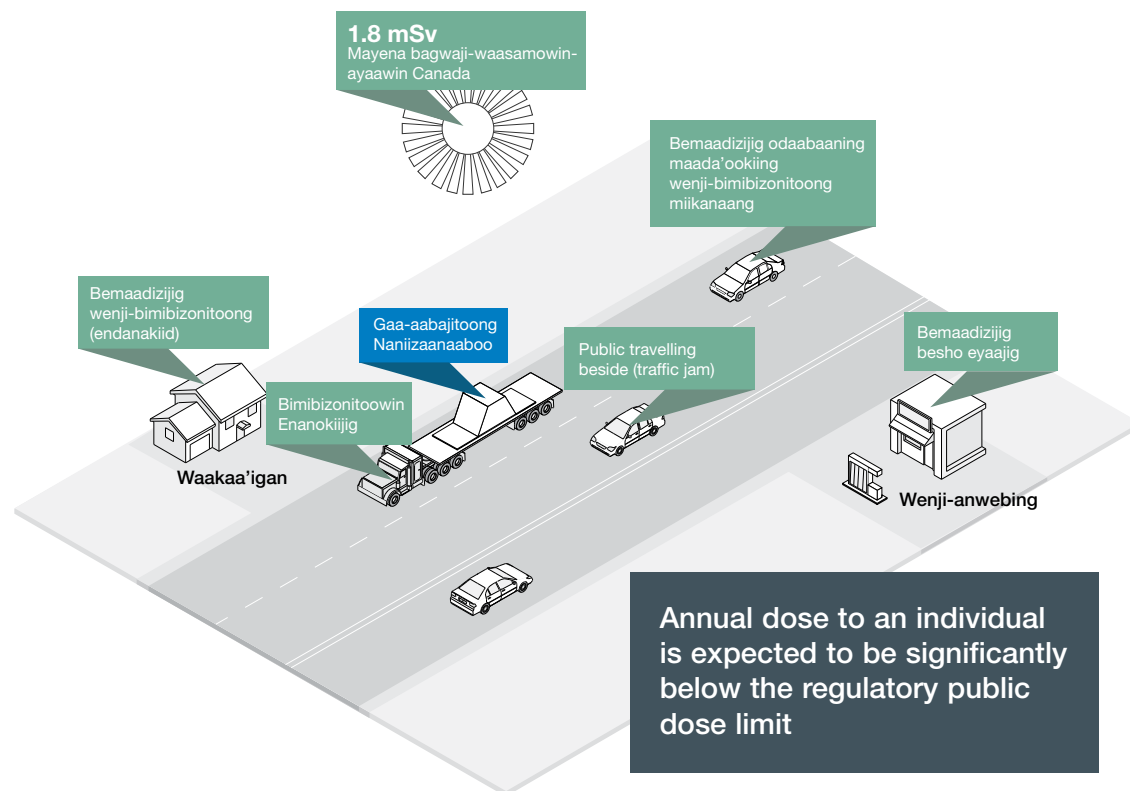 1.8 mSv
Mayena bagwaji-waasamowin-
ayaawin Canada
Bemaadizijig odaabaaning
maada’ookiing
wenji-bimibizonitoong
miikanaang
Bemaadizijig
wenji-bimibizonitoong
(endanakiid)
Gaa-aabajitoong
Naniizaanaaboo
Public travelling
beside (traffic jam)
Bemaadizijig
besho eyaajig
Bimibizonitoowin
Enanokiijig
Waakaa’igan
Wenji-anwebing
Annual dose to an individual
is expected to be significantly
below the regulatory public
dose limit